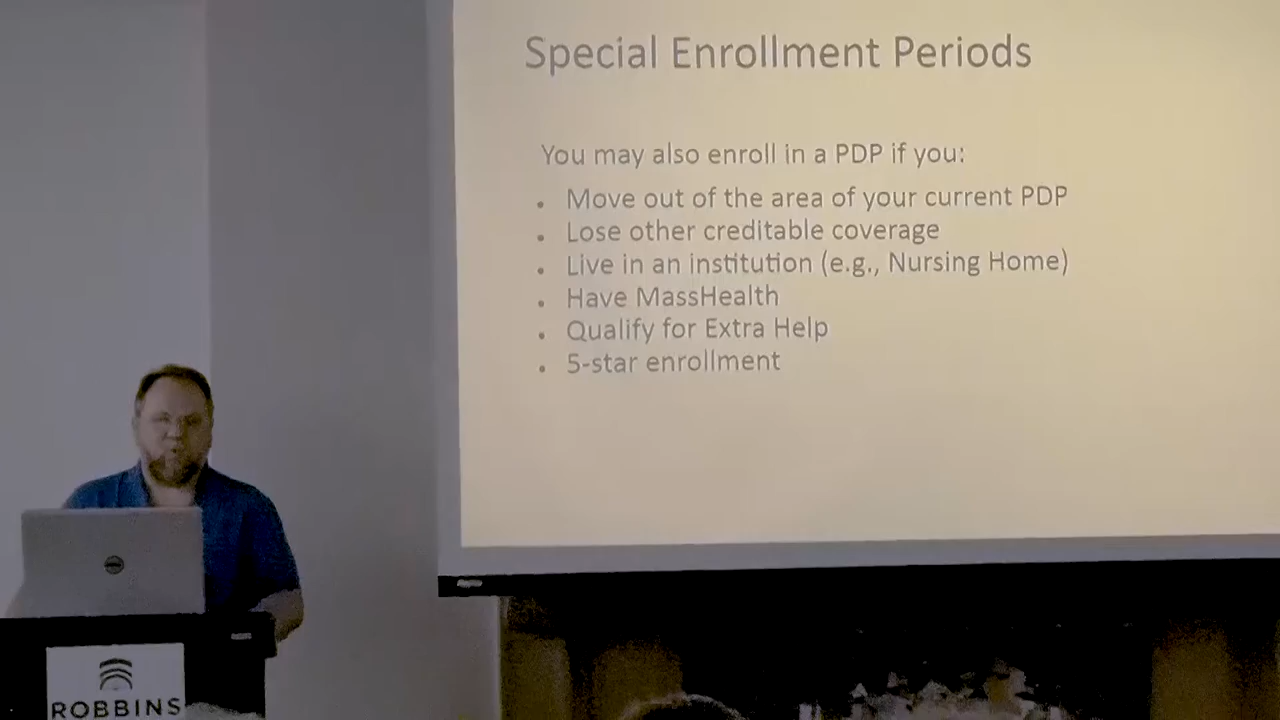 Special Enrollment Periods
You may also enroll in a PDP if you:
• Move out of the area of your current PDP
• Lose other creditable coverage
• Live in an institution (e.g., Nursing Home)
• Have MassHealth
• Qualify for Extra Help
• 5-star enrollment
ROBBINS